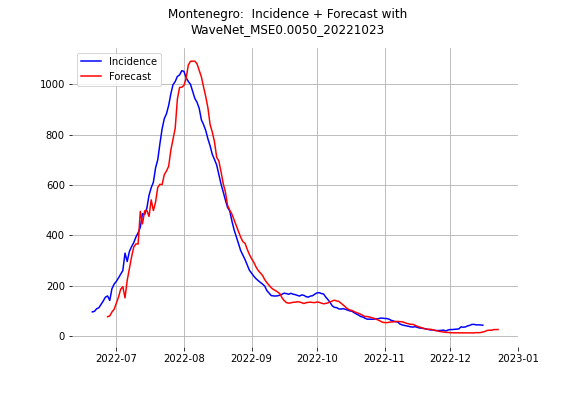 Montenegro:  Incidence + Forecast with
WaveNet_MSE0.0050_20221023
Incidence
Forecast
1000
800
600
400
200
0
2022-07 2022-08 2022-09 2022-10 2022-11 2022-12 2023-01